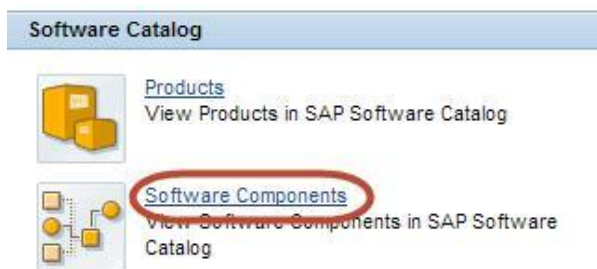 Software Catalog
Products
View Products in SAP Software Catalog
Software Components
View Software Components in SAP Software
Catalog